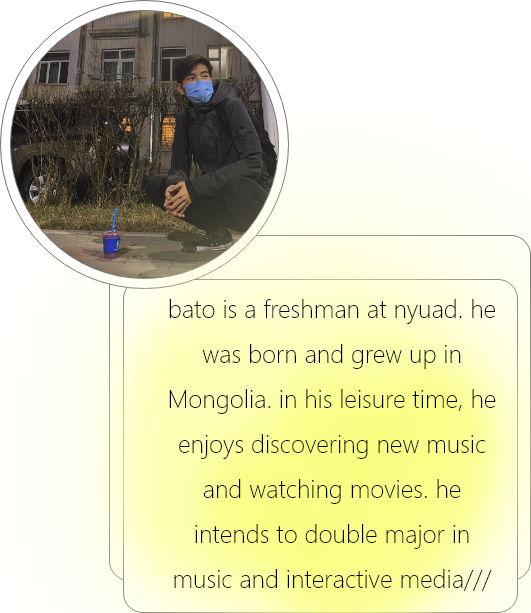 bato is a freshman at nyuad. he
was born and grew up in
Mongolia. in his leisure time, he
enjoys discovering new music
and watching movies. he
intends to double major in
music and interactive media///